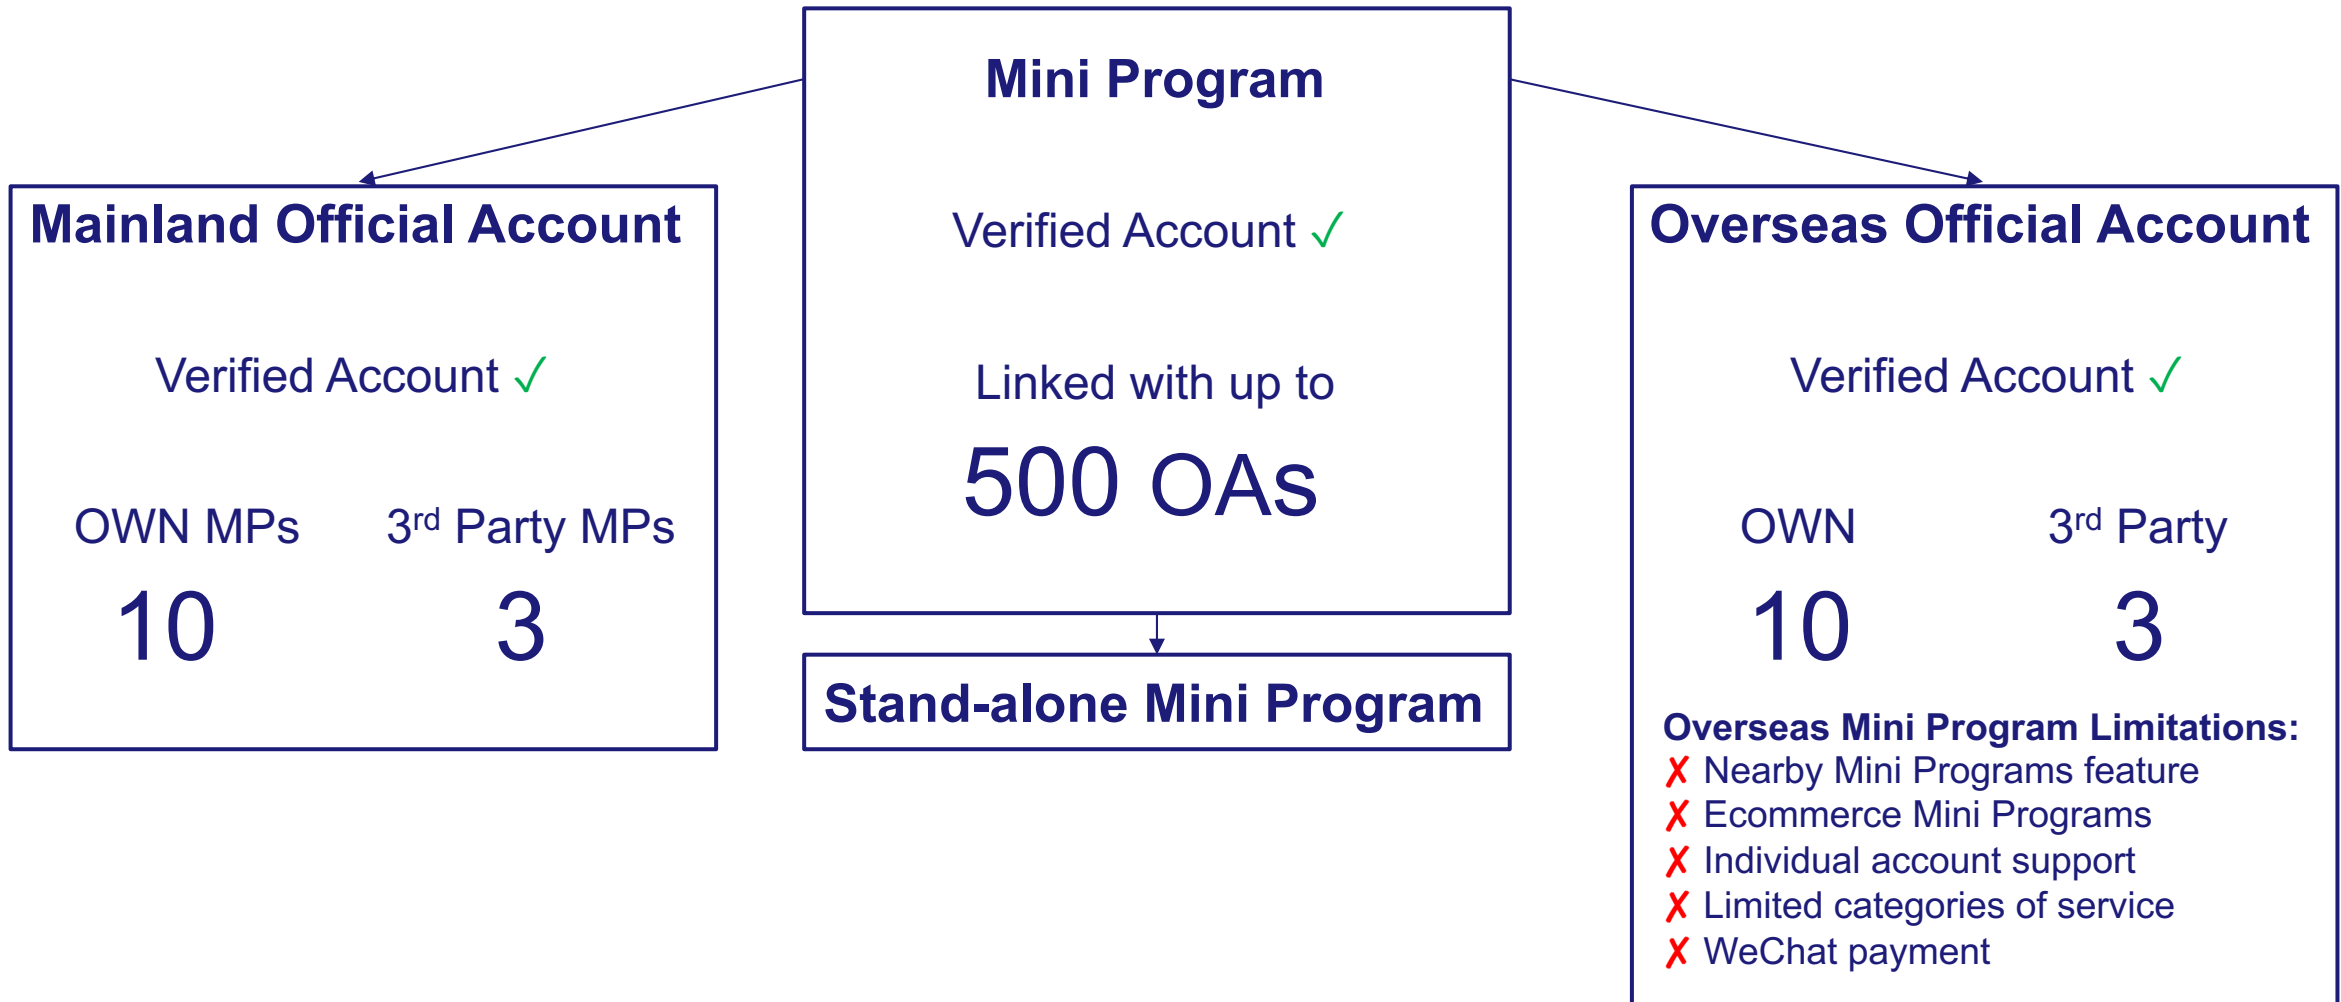 Mini Program
Verified Account ✓
Linked with up to
500 OAs
Mainland Official Account
Verified Account ✓
OWN MPs 3rd Party MPs
10 3
Stand-alone Mini Program
Overseas Official Account
Verified Account ✓
OWN 3rd Party
10 3
Overseas Mini Program Limitations:
✗ Nearby Mini Programs feature
✗ Ecommerce Mini Programs
✗ Individual account support
✗ Limited categories of service
✗ WeChat payment